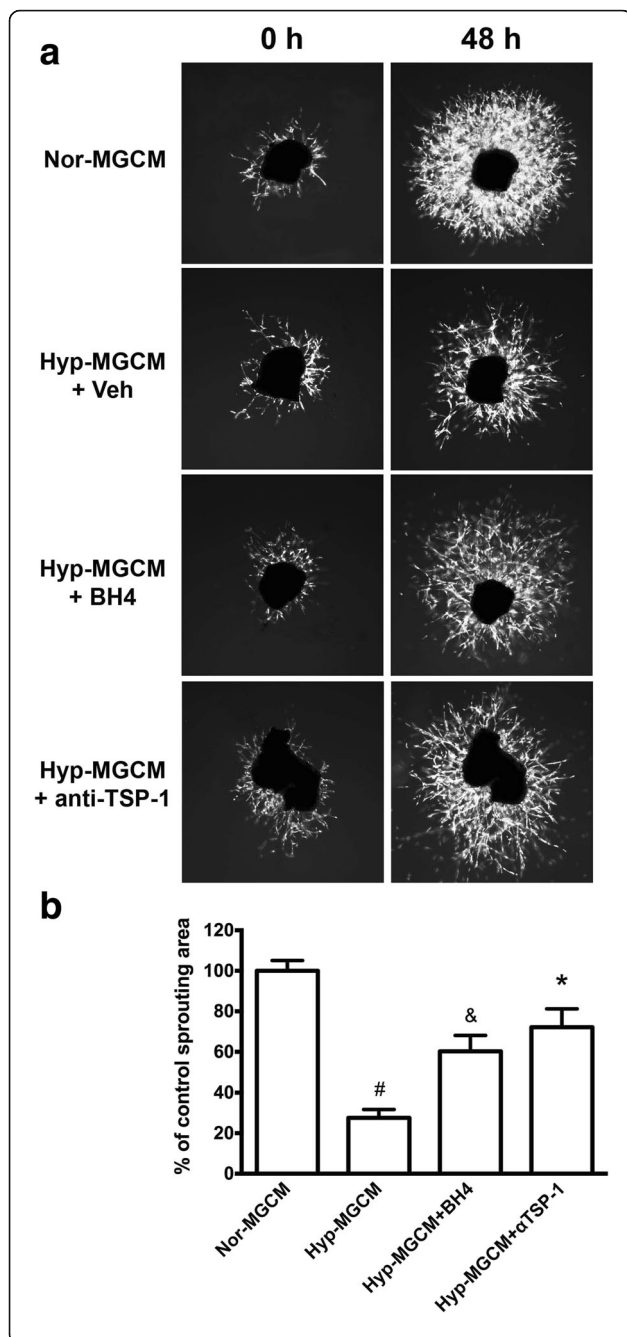 a
0 h 48 h
Nor-MGCM
Hyp-MGCM
+ Veh
Hyp-MGCM
+ BH4
Hyp-MGCM
+ anti-TSP-1
b
% of control sprouting area
120
100
80
60
40
20
0
#
&
*
Nor-MGCM
Hyp-MGCM
Hyp-MGCM+BH4
Hyp-MGCM+αTSP-1